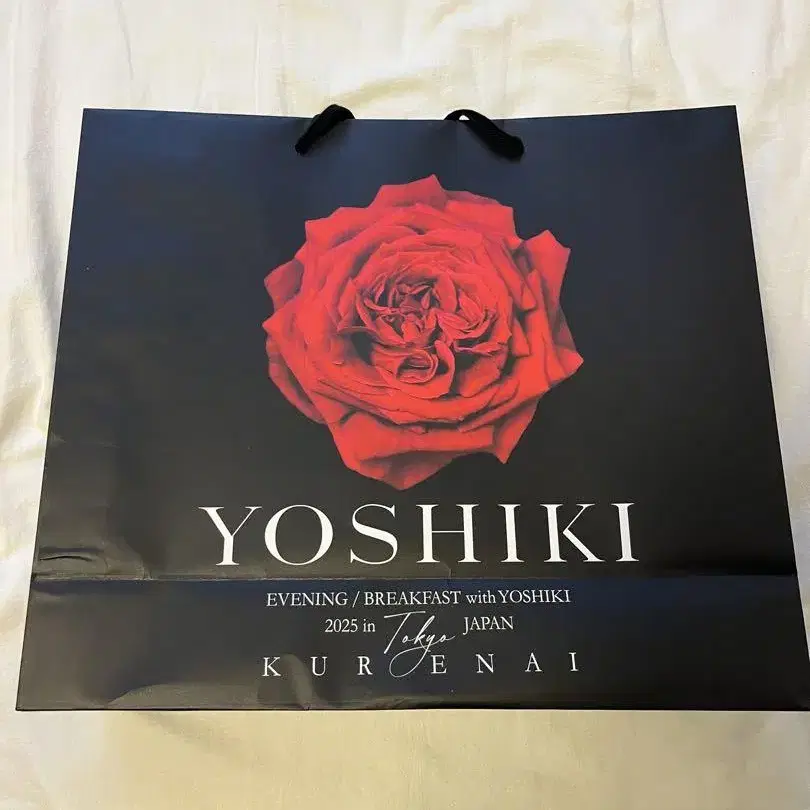 YOSHIKI
EVENING / BREAKFAST with YOSHIKI
2025 in Tokyo JAPAN
KURENAI